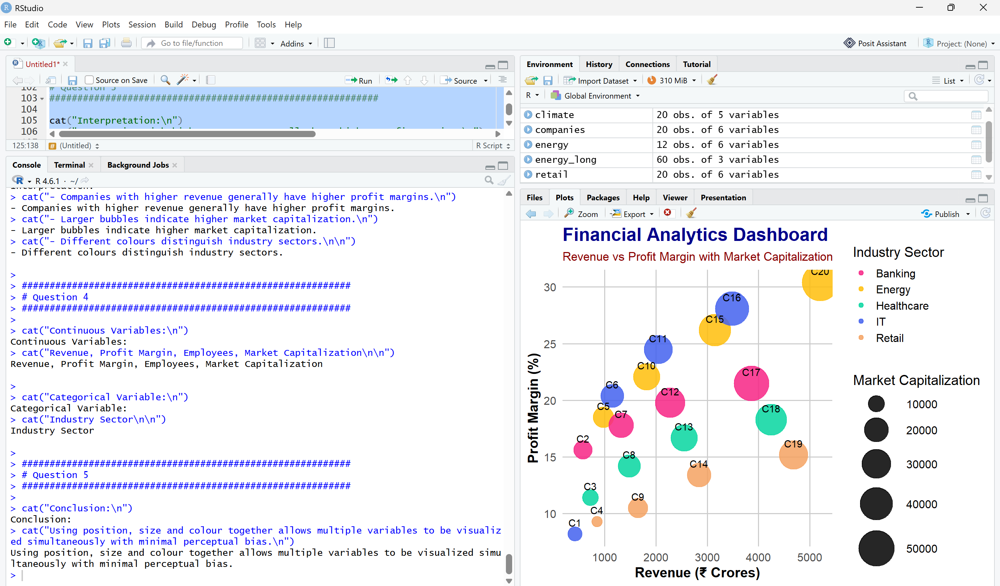 RStudio
File Edit Code View Plots Session Build Debug Profile Tools Help
Go to file/function
Addins
Posit Assistant
Project: (None)
Untitled1*
Source on Save
Run
Source
102 # Question 5
103 ###########################################################
104
105 cat("Interpretation:\n")
106
125:138
(Untitled)
R Script
Console Terminal Background Jobs
R 4.6.1 · ~/
Interpretation:
> cat("- Companies with higher revenue generally have higher profit margins.\n")
- Companies with higher revenue generally have higher profit margins.
> cat("- Larger bubbles indicate higher market capitalization.\n")
- Larger bubbles indicate higher market capitalization.
> cat("- Different colours distinguish industry sectors.\n\n")
- Different colours distinguish industry sectors.
>
> ###########################################################
> # Question 4
> ###########################################################
>
> cat("Continuous Variables:\n")
Continuous Variables:
> cat("Revenue, Profit Margin, Employees, Market Capitalization\n\n")
Revenue, Profit Margin, Employees, Market Capitalization
>
> cat("Categorical Variable:\n")
Categorical Variable:
> cat("Industry Sector\n\n")
Industry Sector
>
> ###########################################################
> # Question 5
> ###########################################################
>
> cat("Conclusion:\n")
Conclusion:
> cat("Using position, size and colour together allows multiple variables to be visualiz
ed simultaneously with minimal perceptual bias.\n")
Using position, size and colour together allows multiple variables to be visualized simu
ltaneously with minimal perceptual bias.
>
Environment History Connections Tutorial
Import Dataset
310 MiB
List
R
Global Environment
climate 20 obs. of 5 variables
companies 20 obs. of 6 variables
energy 12 obs. of 6 variables
energy_long 60 obs. of 3 variables
retail 20 obs. of 6 variables
Files Plots Packages Help Viewer Presentation
Zoom
Export
Publish
Financial Analytics Dashboard
Revenue vs Profit Margin with Market Capitalization
Profit Margin (%)
30
25
20
15
10
C20
C16
C15
C11
C10
C17
C6
C12
C5
C7
C18
C13
C2
C19
C8
C14
C3
C9
C4
C1
1000 2000 3000 4000 5000
Revenue (₹ Crores)
Industry Sector
Banking
Energy
Healthcare
IT
Retail
Market Capitalization
10000
20000
30000
40000
50000